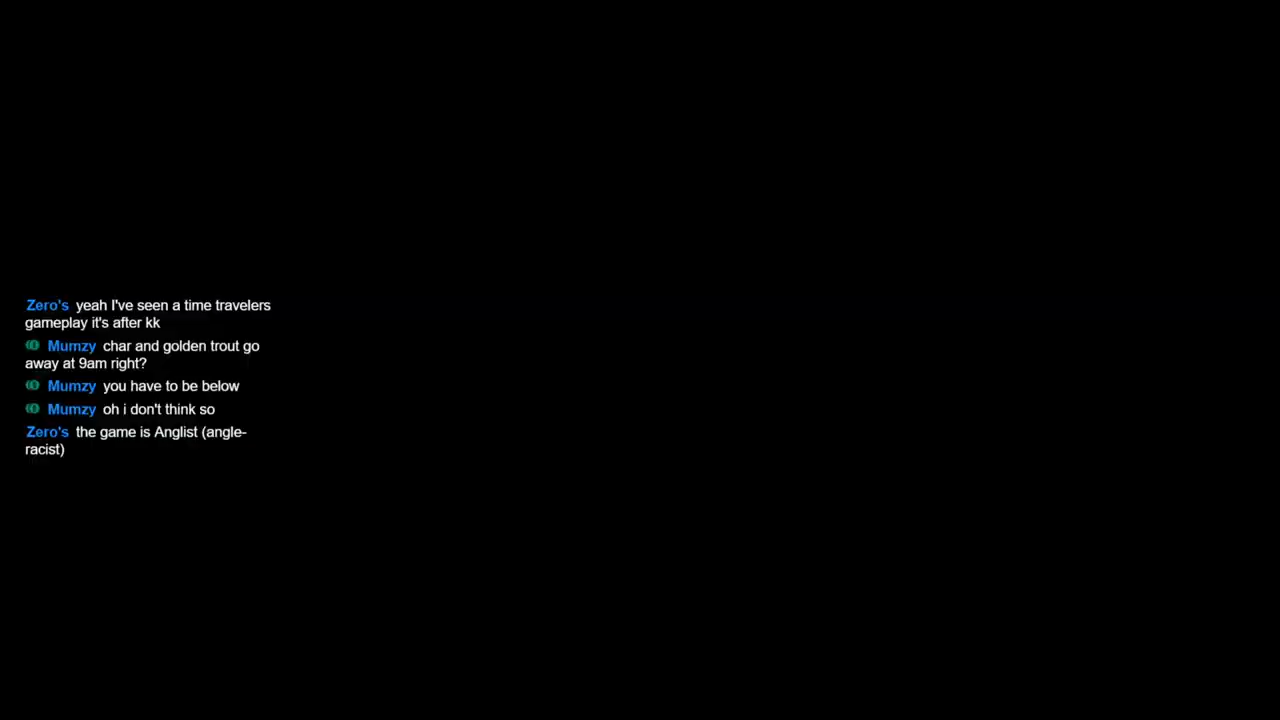 Zero's yeah I've seen a time travelers
gameplay it's after kk
Mumzy char and golden trout go
away at 9am right?
Mumzy you have to be below
Mumzy oh i don't think so
Zero's the game is Anglist (angle-
racist)